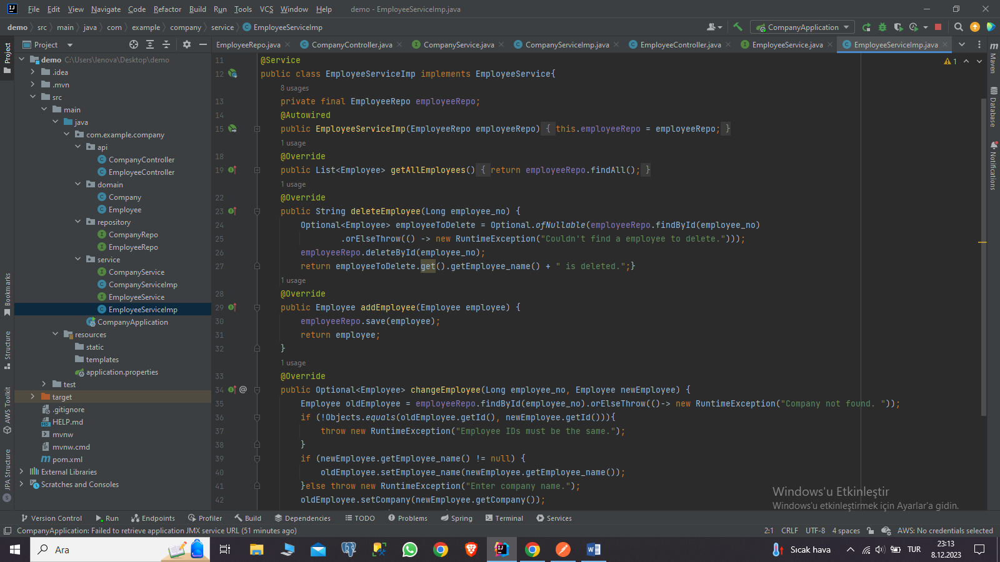 File Edit View Navigate Code Refactor Build Run Tools VCS Window Help demo - EmployeeServiceImp.java
demo src main java com example company service EmployeeServiceImp CompanyApplication
Project EmployeeRepo.java CompanyController.java CompanyService.java CompanyServiceImp.java EmployeeController.java EmployeeService.java EmployeeServiceImp.java
Project
Bookmarks
Structure
AWS Toolkit
JPA Structure
demo C:\Users\lenova\Desktop\demo
.idea
.mvn
src
main
java
com.example.company
api
CompanyController
EmployeeController
domain
Company
Employee
repository
CompanyRepo
EmployeeRepo
service
CompanyService
CompanyServiceImp
EmployeeService
EmployeeServiceImp
CompanyApplication
resources
static
templates
application.properties
test
target
.gitignore
HELP.md
mvnw
mvnw.cmd
pom.xml
External Libraries
Scratches and Consoles
11 @Service
12 public class EmployeeServiceImp implements EmployeeService{
8 usages
13 private final EmployeeRepo employeeRepo;
14 @Autowired
15 public EmployeeServiceImp(EmployeeRepo employeeRepo) { this.employeeRepo = employeeRepo; }
1 usage
18 @Override
19 public List<Employee> getAllEmployees() { return employeeRepo.findAll(); }
1 usage
22 @Override
23 public String deleteEmployee(Long employee_no) {
24 Optional<Employee> employeeToDelete = Optional.ofNullable(employeeRepo.findById(employee_no)
25 .orElseThrow(() -> new RuntimeException("Couldn't find a employee to delete.")));
26 employeeRepo.deleteById(employee_no);
27 return employeeToDelete.get().getEmployee_name() + " is deleted.";}
1 usage
28 @Override
29 public Employee addEmployee(Employee employee) {
30 employeeRepo.save(employee);
31 return employee;
32 }
1 usage
33 @Override
34 @ public Optional<Employee> changeEmployee(Long employee_no, Employee newEmployee) {
35 Employee oldEmployee = employeeRepo.findById(employee_no).orElseThrow(()-> new RuntimeException("Company not found. "));
36 if (!Objects.equals(oldEmployee.getId(), newEmployee.getId())){
37 throw new RuntimeException("Employee IDs must be the same.");
38 }
39 if (newEmployee.getEmployee_name() != null) {
40 oldEmployee.setEmployee_name(newEmployee.getEmployee_name());
41 }else throw new RuntimeException("Enter company name.");
42 oldEmployee.setCompany(newEmployee.getCompany());
1
Maven
Database
Notifications
Windows'u Etkinleştir
Windows'u etkinleştirmek için Ayarlar'a gidin.
Version Control Run Endpoints Profiler Build Dependencies TODO Problems Spring Terminal Services
CompanyApplication: Failed to retrieve application JMX service URL (51 minutes ago) 2:1 CRLF UTF-8 4 spaces AWS: No credentials selected
Ara Sıcak hava TUR 23:13
8.12.2023